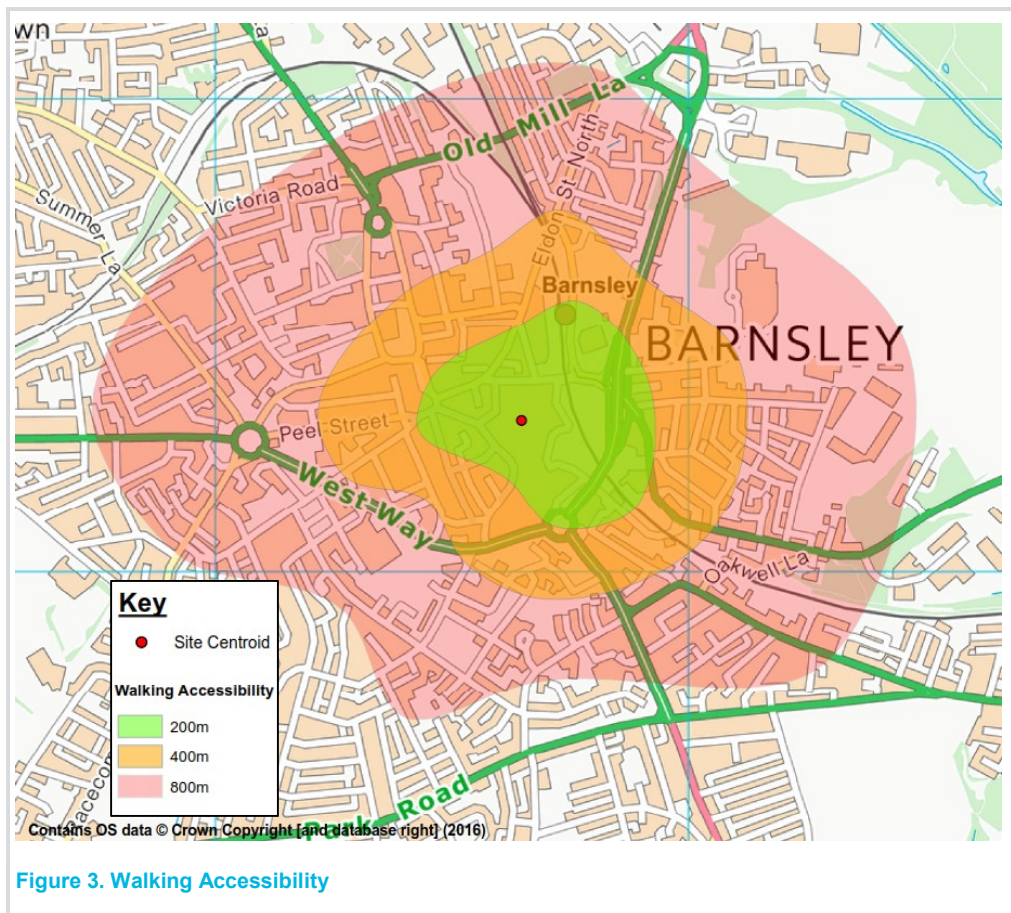 wn
Old Mill La
Eldon St North
Victoria Road
Summer La
Barnsley
BARNSLEY
Peel Street
West Way
Oakwell La
Key
Site Centroid
Walking Accessibility
200m
400m
800m
Park Road
Contains OS data © Crown Copyright [and database right] (2016)
Figure 3. Walking Accessibility